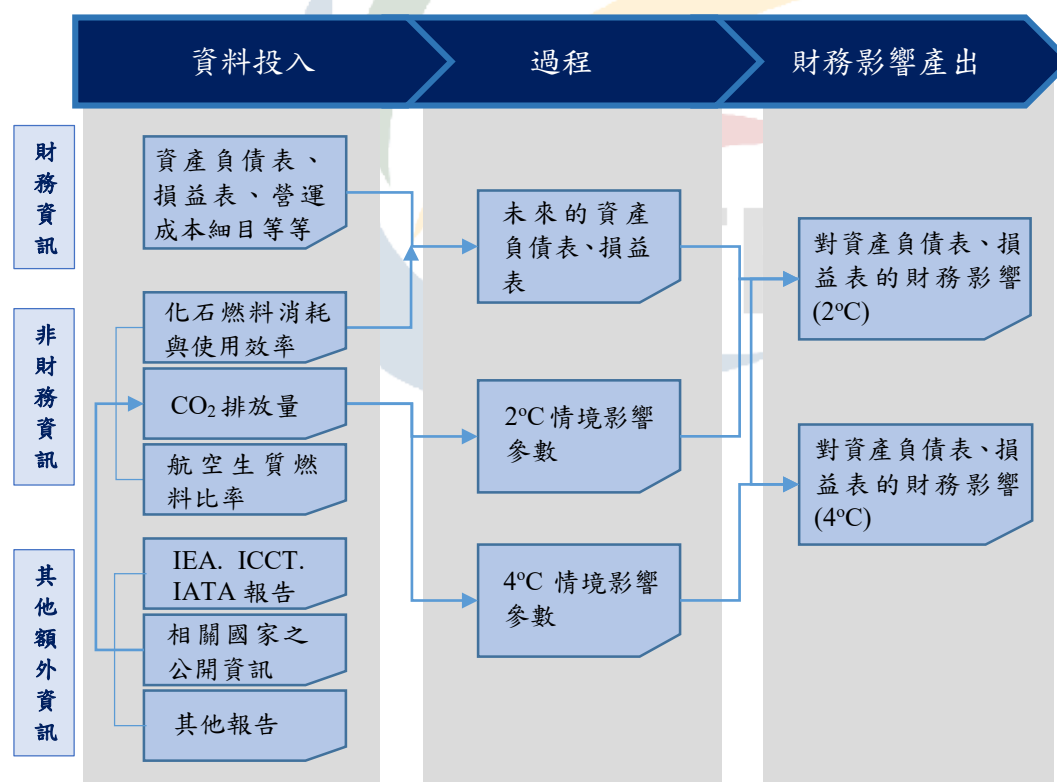 資料投入
過程
財務影響產出
財務資訊
資產負債表、
損益表、營運
成本細目等等
未來的資產
負債表、損益
表
對資產負債表、損
益表的財務影響
(2ºC)
非財務資訊
化石燃料消耗
與使用效率
CO₂排放量
航空生質燃
料比率
2ºC情境影響
參數
對資產負債表、損
益表的財務影響
(4ºC)
其他額外資訊
IEA. ICCT.
IATA 報告
相關國家之
公開資訊
其他報告
4ºC 情境影響
參數